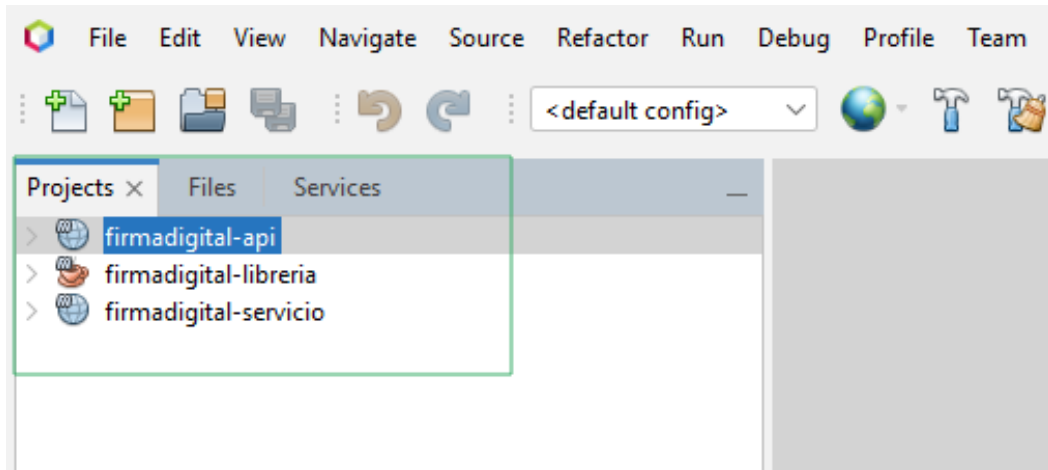 File Edit View Navigate Source Refactor Run Debug Profile Team
<default config>
Projects Files Services
firmadigital-api
firmadigital-libreria
firmadigital-servicio